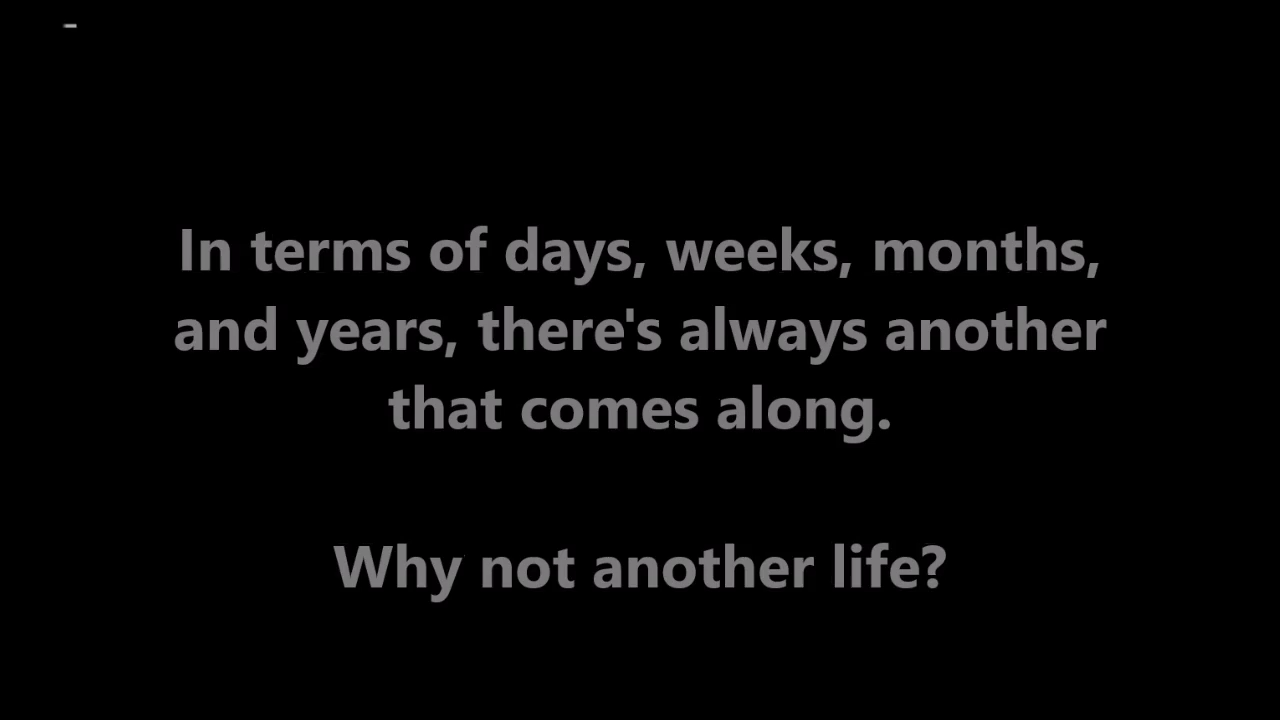 In terms of days, weeks, months,
and years, there's always another
that comes along.
Why not another life?